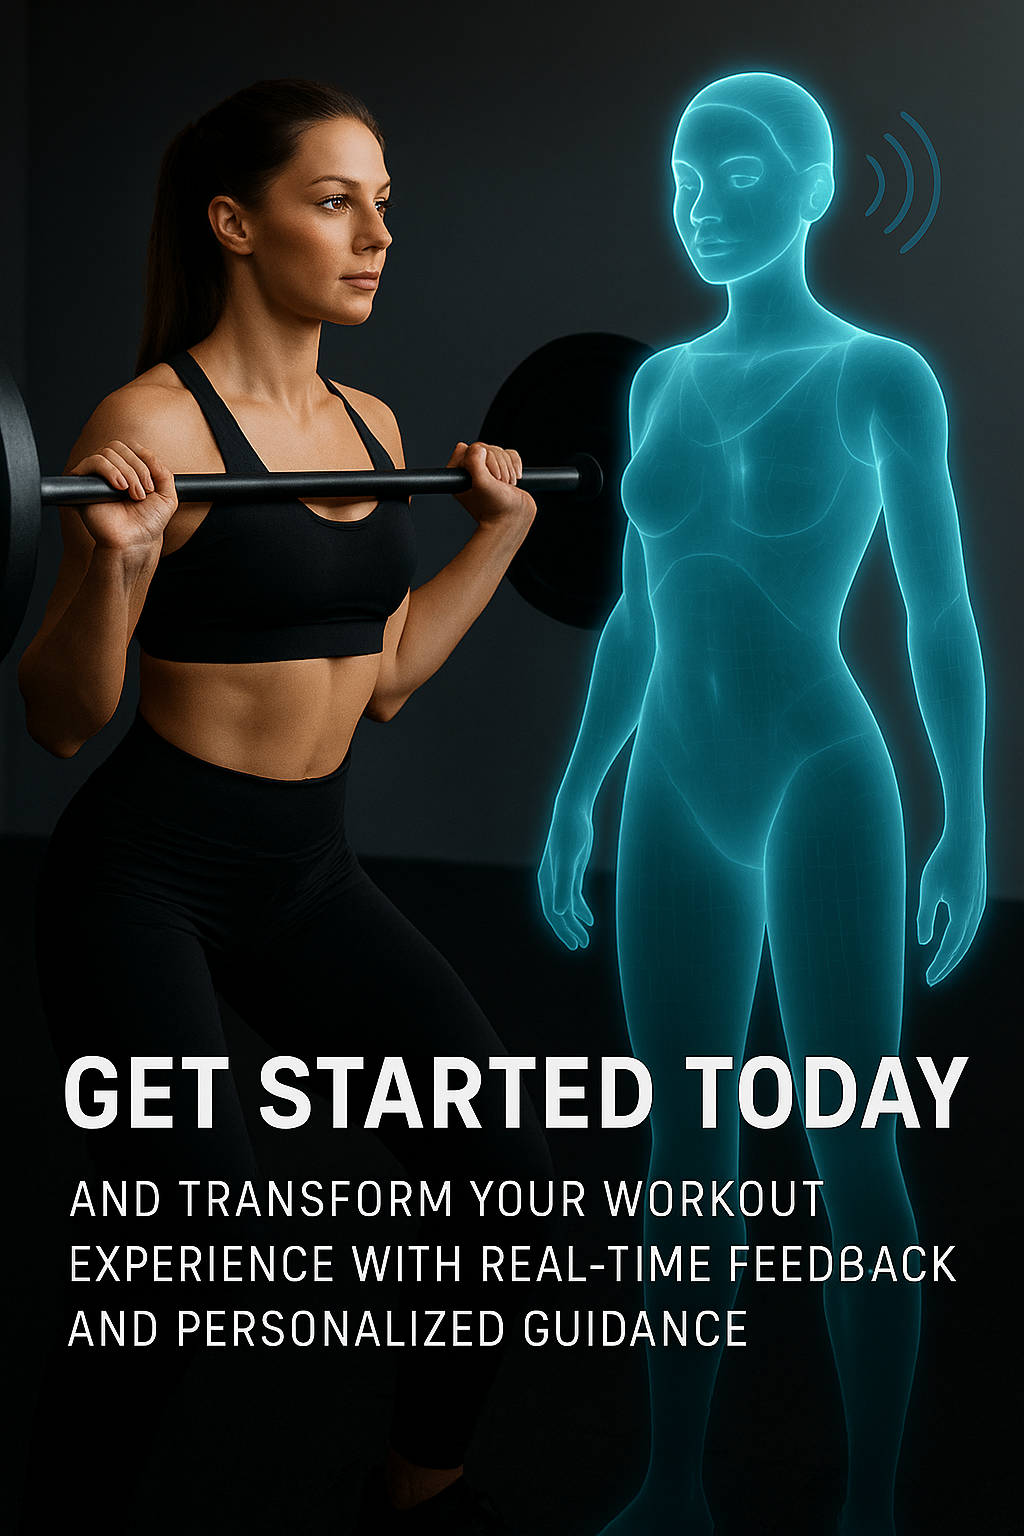 GET STARTED TODAY
AND TRANSFORM YOUR WORKOUT
EXPERIENCE WITH REAL-TIME FEEDBACK
AND PERSONALIZED GUIDANCE